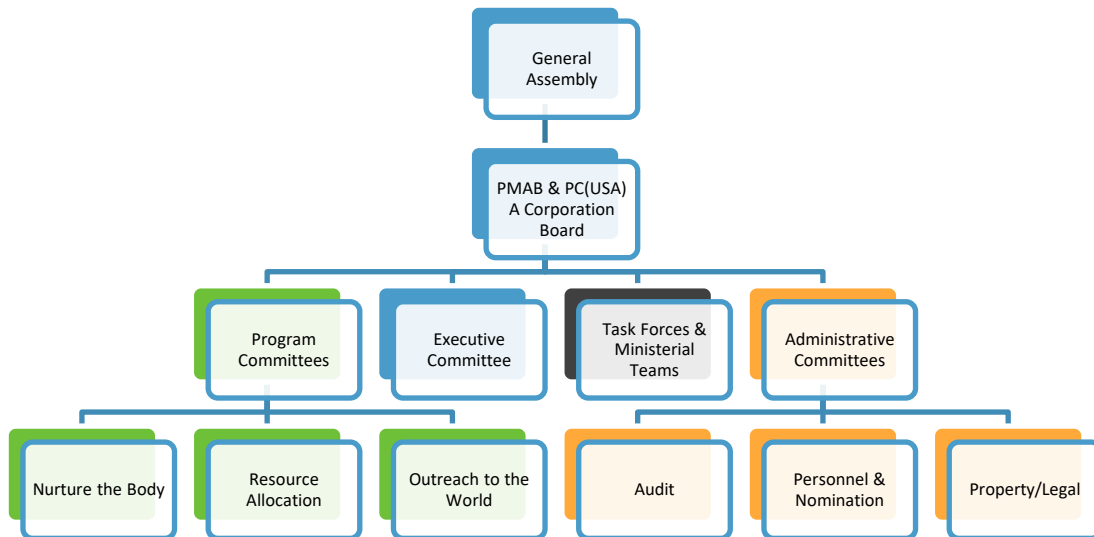 General
Assembly
PMAB & PC(USA)
A Corporation
Board
Program
Committees
Executive
Committee
Task Forces &
Ministerial
Teams
Administrative
Committees
Nurture the Body
Resource
Allocation
Outreach to the
World
Audit
Personnel &
Nomination
Property/Legal